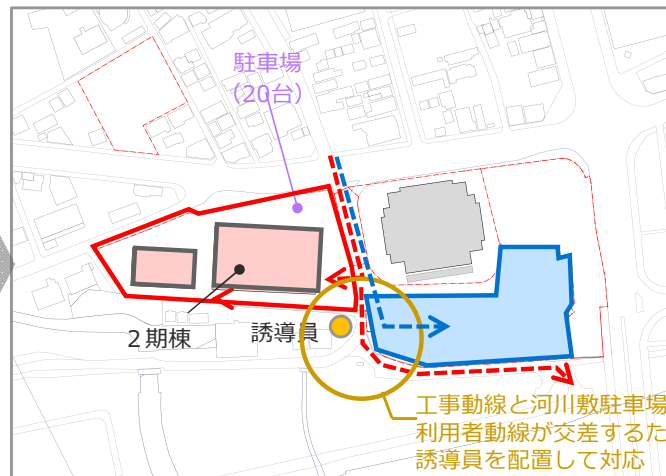 駐車場
（20台）
２期棟
誘導員
工事動線と河川敷駐車場
利用者動線が交差するた
誘導員を配置して対応